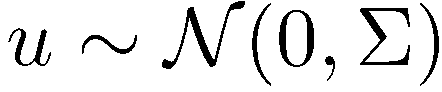 u ∼ 𝒩(0, Σ)